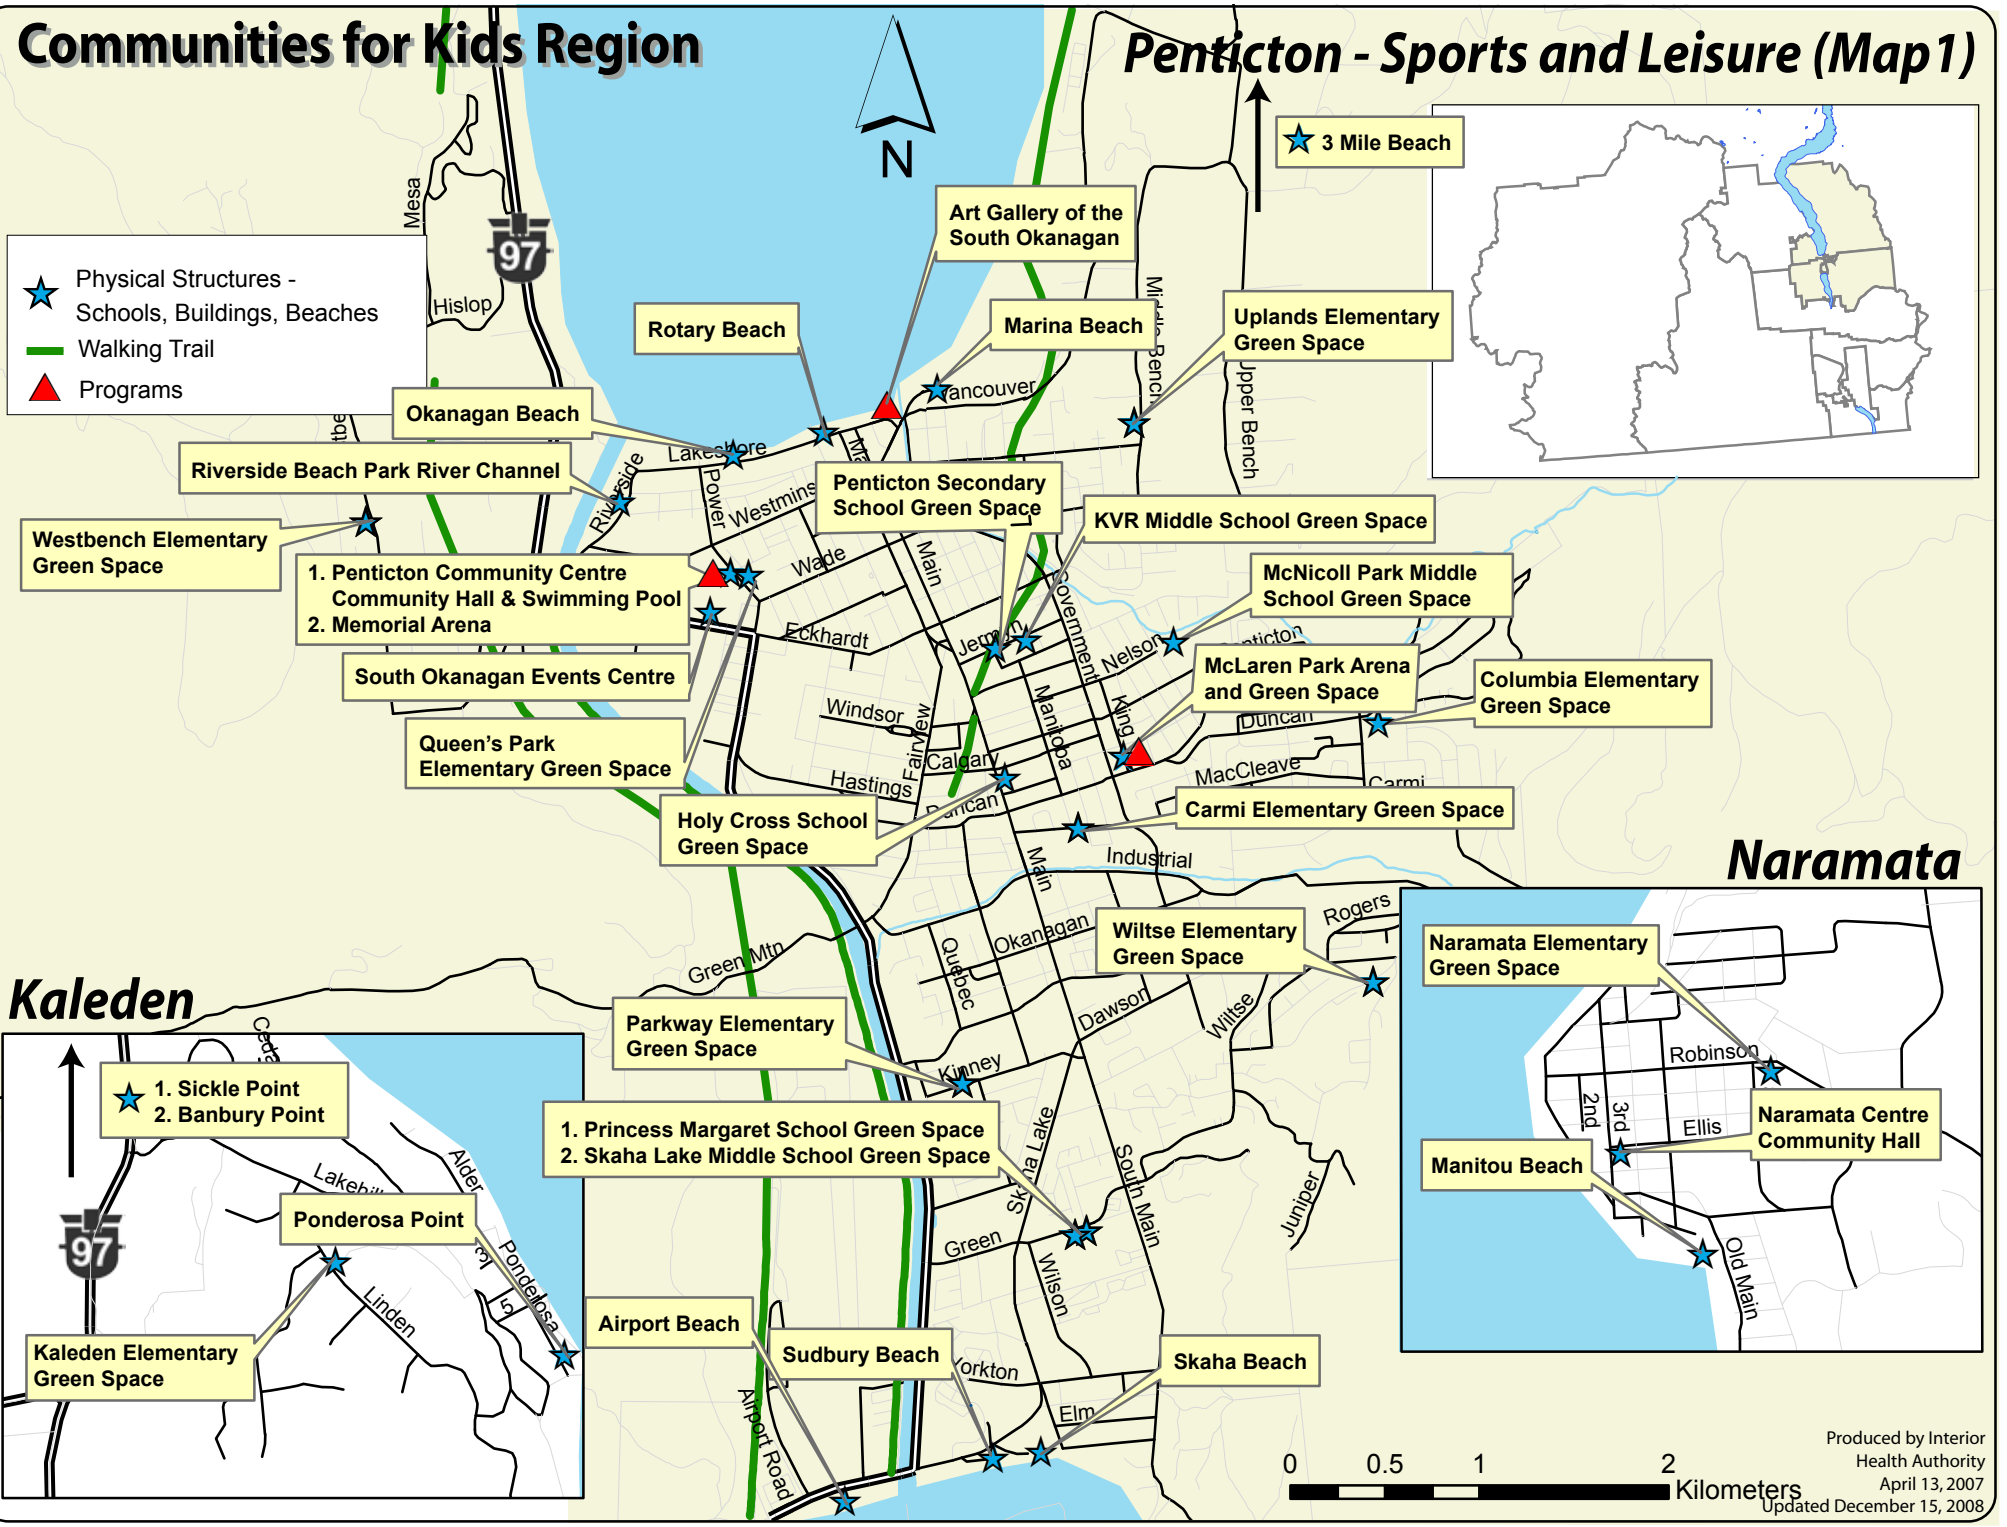 Communities for Kids Region
Penticton - Sports and Leisure (Map1)
N
3 Mile Beach
Mesa
97
Hislop
Physical Structures -
Schools, Buildings, Beaches
Walking Trail
Programs
Art Gallery of the
South Okanagan
Rotary Beach
Marina Beach
Uplands Elementary
Green Space
Upper Bench
Okanagan Beach
Lakeshore
Riverside Beach Park River Channel
Riverside
Power
Wade
Main
Westbench Elementary
Green Space
Penticton Secondary
School Green Space
KVR Middle School Green Space
1. Penticton Community Centre
Community Hall & Swimming Pool
2. Memorial Arena
McNicoll Park Middle
School Green Space
Government
Eckhardt
Jermyn
Nelson
South Okanagan Events Centre
McLaren Park Arena
and Green Space
Columbia Elementary
Green Space
Windsor
Fairview
Manitoba
King
Duncan
Queen's Park
Elementary Green Space
Calgary
Hastings
MacCleave
Carmi
Duncan
Holy Cross School
Green Space
Carmi Elementary Green Space
Main
Industrial
Wiltse Elementary
Green Space
Rogers
Okanagan
Quebec
Green Mtn
Dawson
Wiltse
Parkway Elementary
Green Space
Kinney
1. Princess Margaret School Green Space
2. Skaha Lake Middle School Green Space
Skaha Lake
South Main
Juniper
Green
Wilson
Airport Beach
Sudbury Beach
Skaha Beach
Elm
Airport Road
Kaleden
1. Sickle Point
2. Banbury Point
Alder
Ponderosa Point
97
3
Ponderosa
5
Linden
Kaleden Elementary
Green Space
Naramata
Naramata Elementary
Green Space
Robinson
2nd
3rd
Ellis
Naramata Centre
Community Hall
Manitou Beach
Old Main
0 0.5 1 2
Kilometers
Produced by Interior
Health Authority
April 13, 2007
Updated December 15, 2008